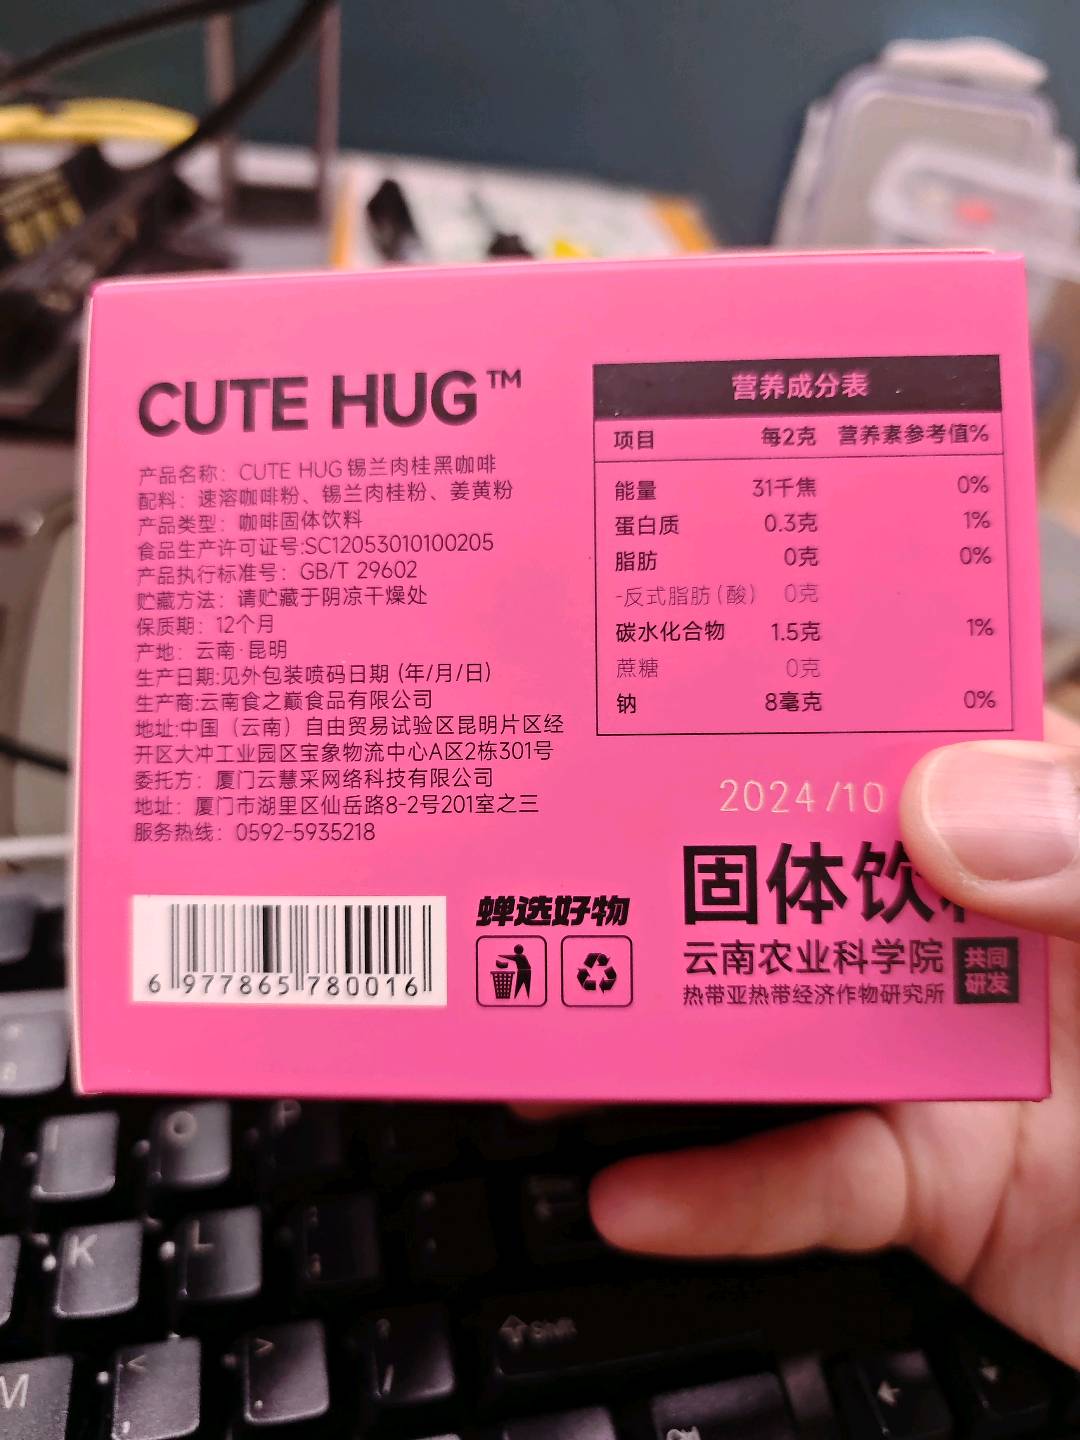 CUTE HUG™
产品名称：CUTE HUG锡兰肉桂黑咖啡
配料：速溶咖啡粉、锡兰肉桂粉、姜黄粉
产品类型：咖啡固体饮料
食品生产许可证号:SC12053010100205
产品执行标准号：GB/T 29602
贮藏方法：请贮藏于阴凉干燥处
保质期：12个月
产地：云南·昆明
生产日期:见外包装喷码日期 (年/月/日)
生产商:云南食之巅食品有限公司
地址:中国（云南）自由贸易试验区昆明片区经
开区大冲工业园区宝象物流中心A区2栋301号
委托方：厦门云慧采网络科技有限公司
地址：厦门市湖里区仙岳路8-2号201室之三
服务热线：0592-5935218
6 977865 780016
蝉选好物
营养成分表
项目 每2克 营养素参考值%
能量 31千焦 0%
蛋白质 0.3克 1%
脂肪 0克 0%
-反式脂肪（酸） 0克
碳水化合物 1.5克 1%
蔗糖 0克
钠 8毫克 0%
2024/10
固体饮
云南农业科学院
热带亚热带经济作物研究所
共同
研发
O
P
K
L
M
<
>
?
Shift